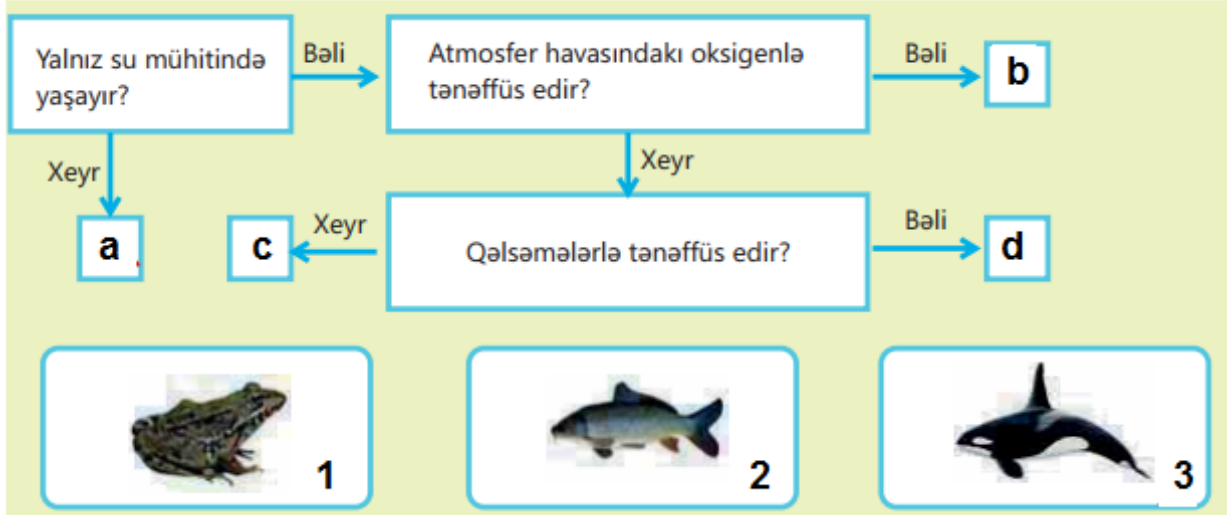 Yalnız su mühitində
yaşayır?
Bəli
Atmosfer havasındakı oksigenlə
tənəffüs edir?
Bəli
b
Xeyr
Xeyr
a
c
Xeyr
Qəlsəmələrlə tənəffüs edir?
Bəli
d
1
2
3